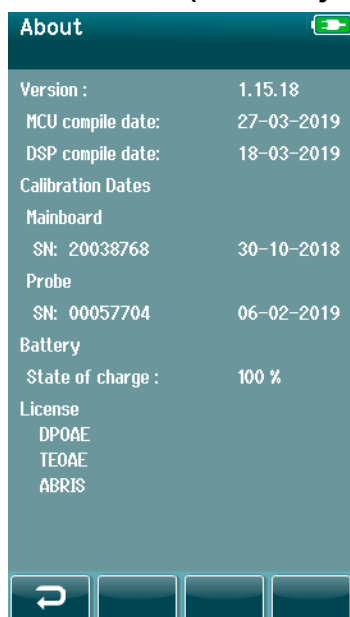 About
Version : 1.15.18
MCU compile date: 27-03-2019
DSP compile date: 18-03-2019
Calibration Dates
Mainboard
SN: 20038768 30-10-2018
Probe
SN: 00057704 06-02-2019
Battery
State of charge : 100 %
License
DPOAE
TEOAE
ABRIS